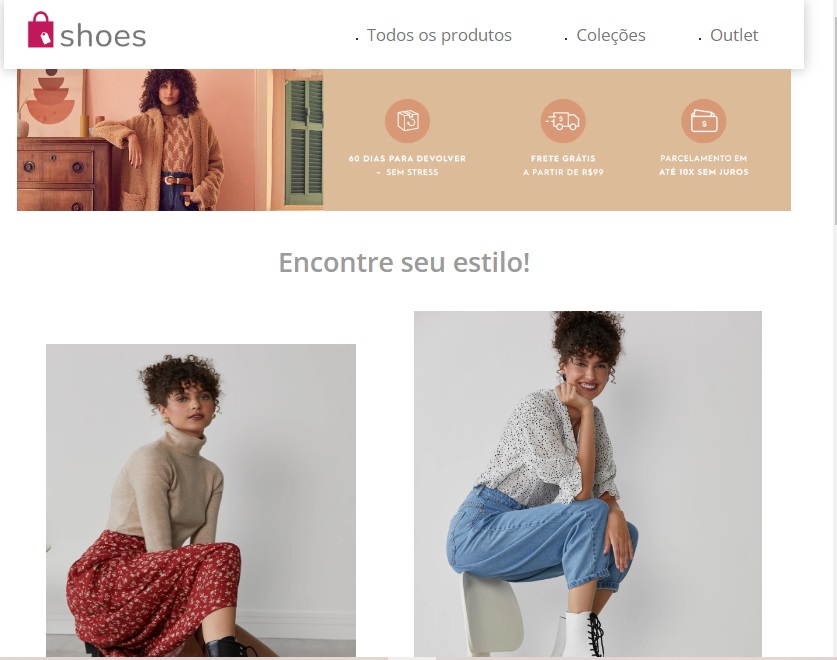 shoes
Todos os produtos
Coleções
Outlet
60 DIAS PARA DEVOLVER
- SEM STRESS
FRETE GRÁTIS
A PARTIR DE R$99
PARCELAMENTO EM
ATÉ 10X SEM JUROS
Encontre seu estilo!